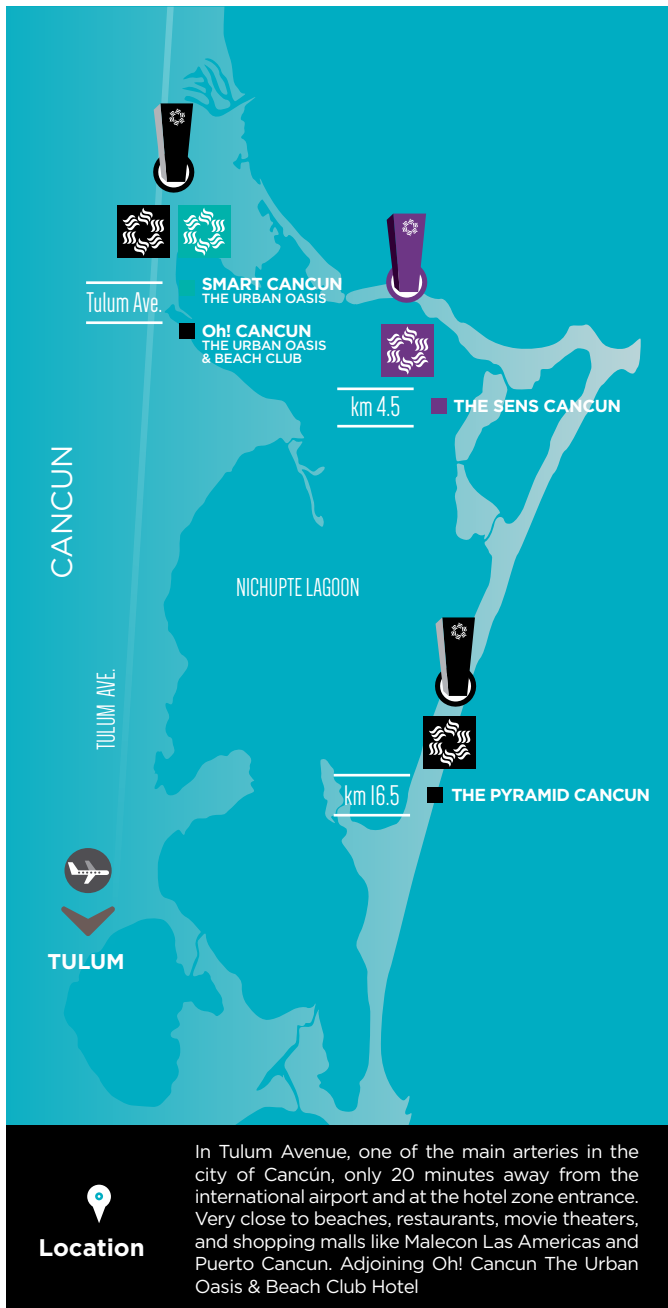 Tulum Ave.
SMART CANCUN
THE URBAN OASIS
Oh! CANCUN
THE URBAN OASIS
& BEACH CLUB
km 4.5
THE SENS CANCUN
CANCUN
NICHUPTE LAGOON
TULUM AVE.
km 16.5
THE PYRAMID CANCUN
TULUM
Location
In Tulum Avenue, one of the main arteries in the
city of Cancún, only 20 minutes away from the
international airport and at the hotel zone entrance.
Very close to beaches, restaurants, movie theaters,
and shopping malls like Malecon Las Americas and
Puerto Cancun. Adjoining Oh! Cancun The Urban
Oasis & Beach Club Hotel